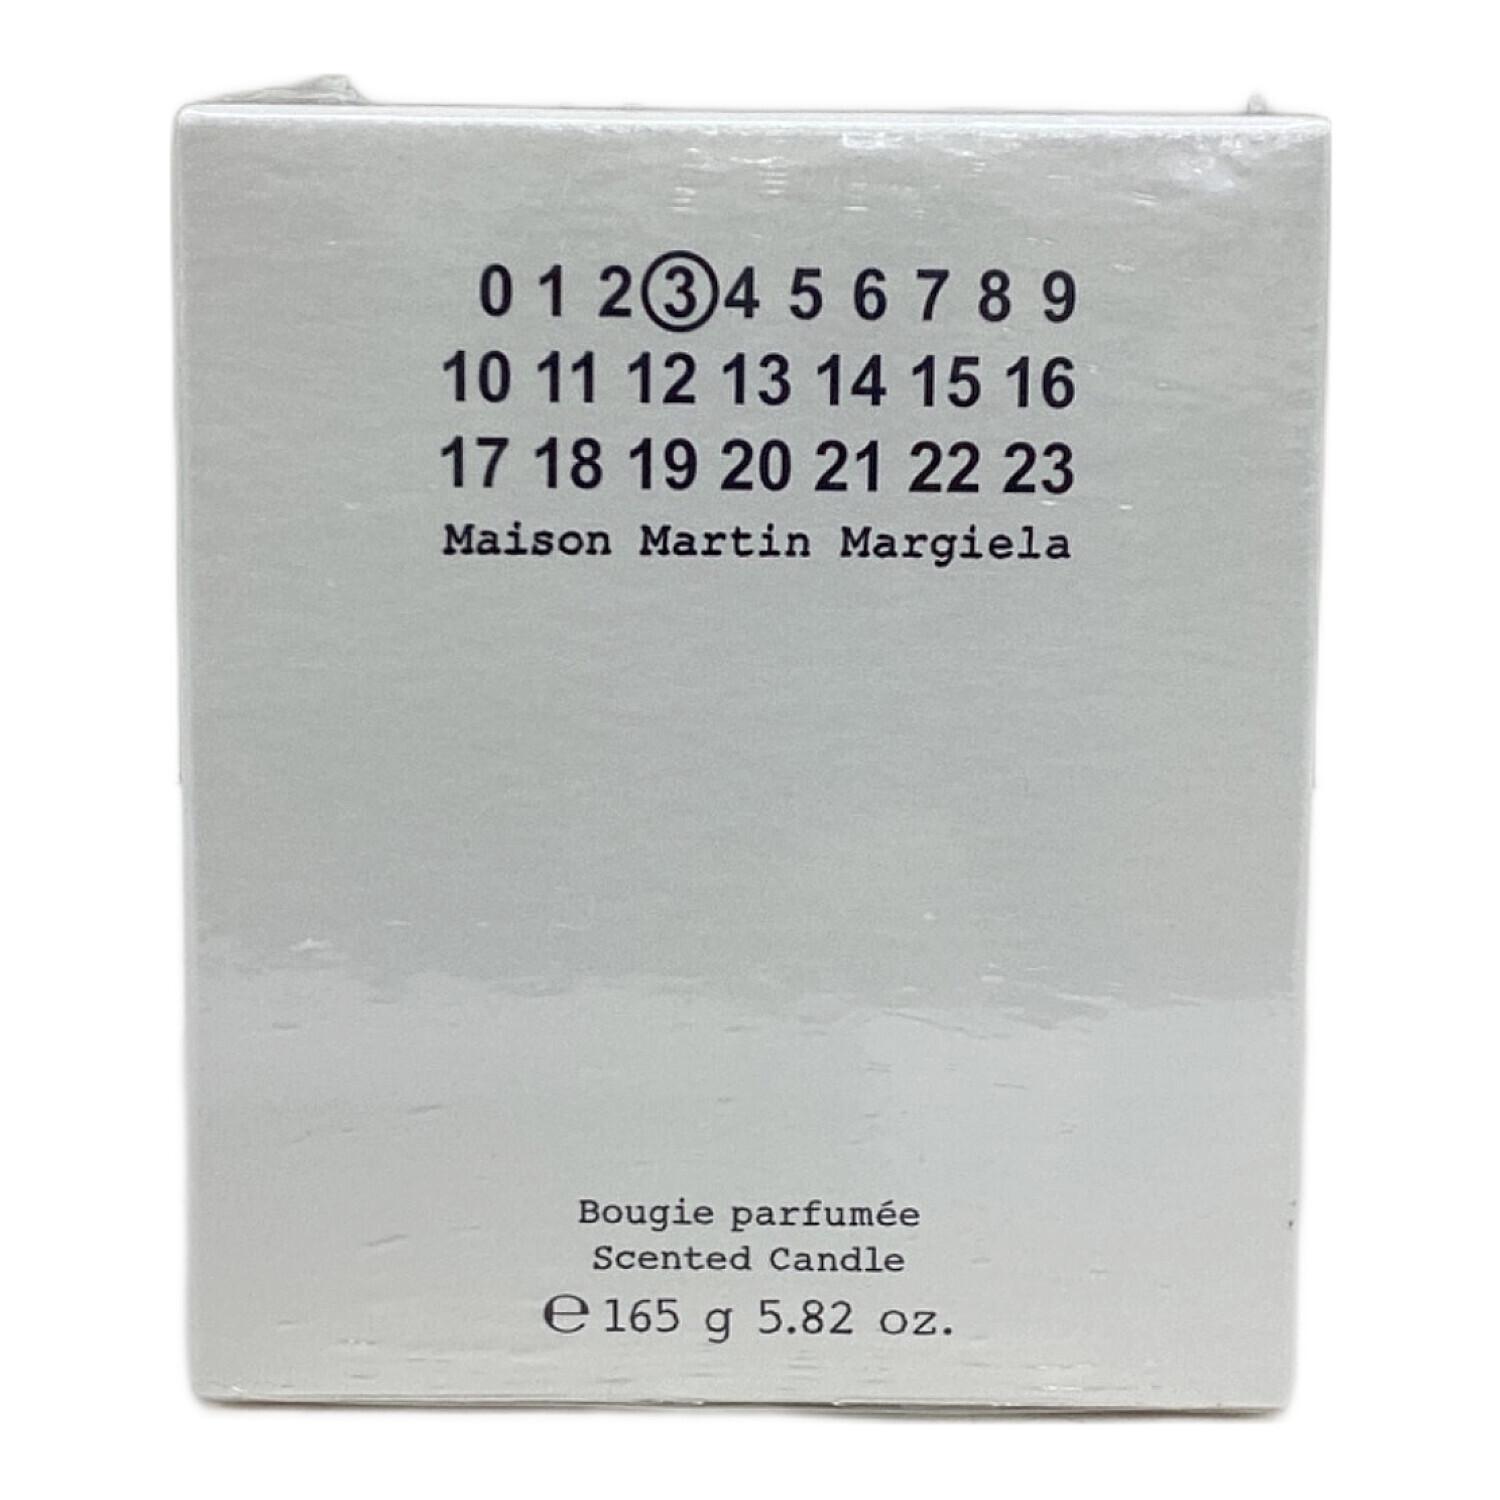 0 1 2 3 4 5 6 7 8 9
10 11 12 13 14 15 16
17 18 19 20 21 22 23
Maison Martin Margiela
Bougie parfumée
Scented Candle
℮ 165 g 5.82 oz.